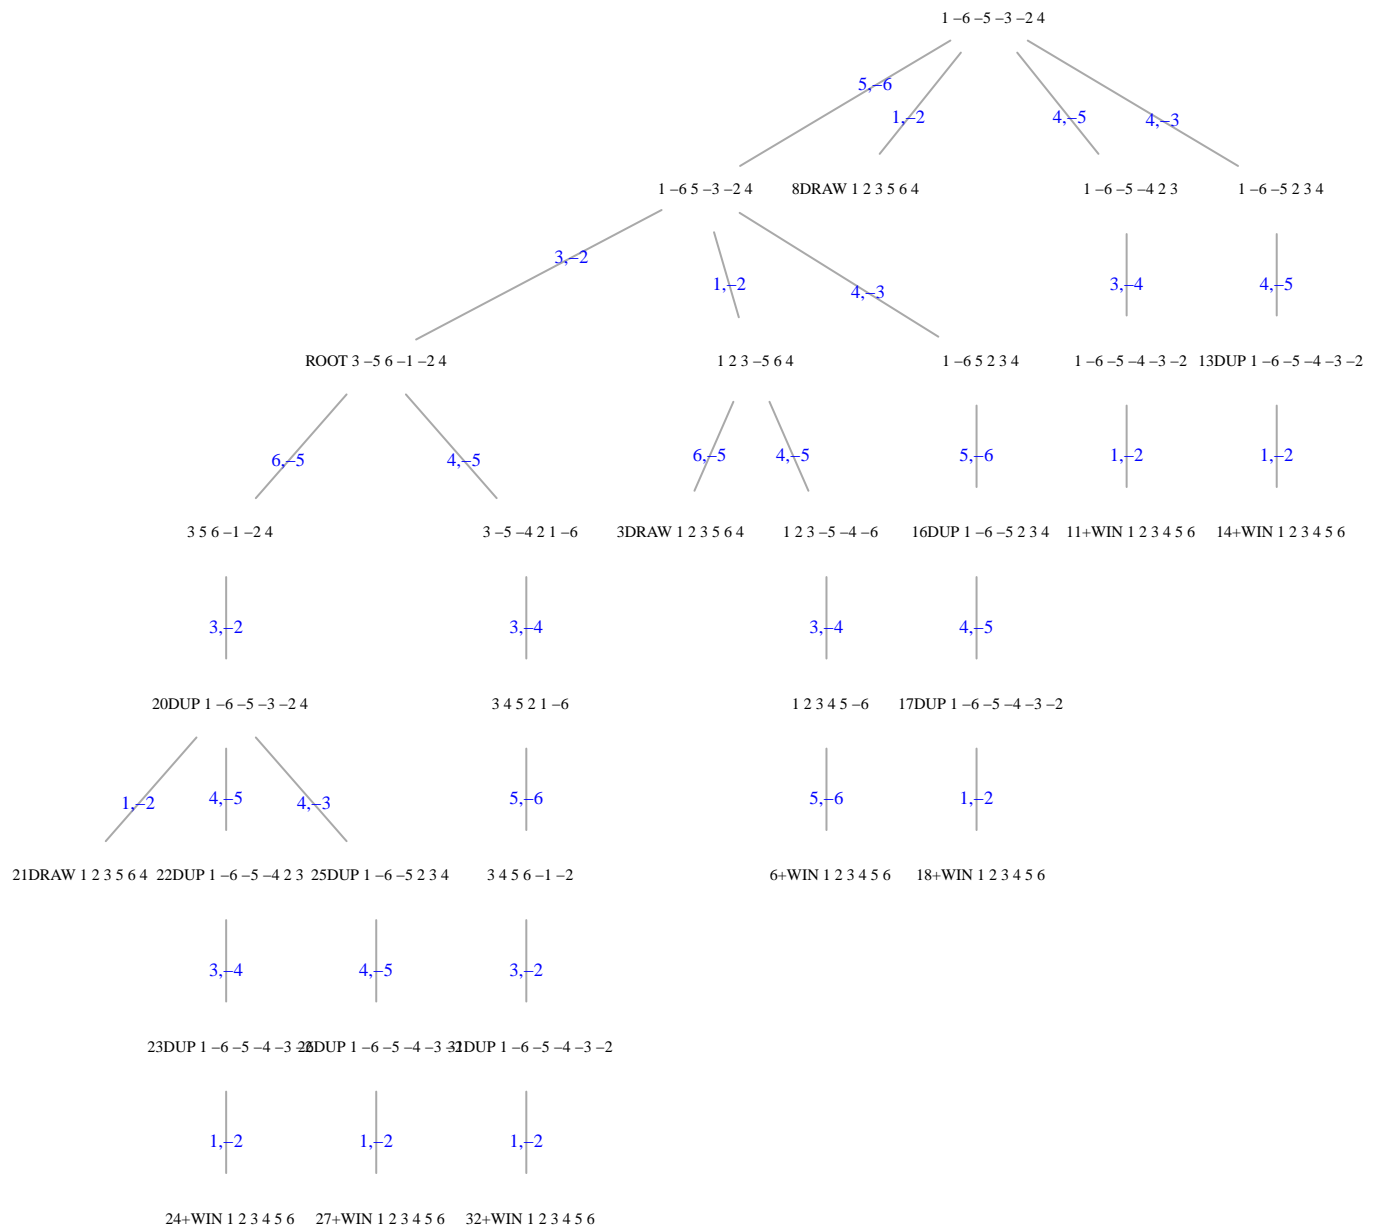 1 –6 –5 –3 –2 4
5,–6
1,–2
4,–5
4,–3
1 –6 5 –3 –2 4
8DRAW 1 2 3 5 6 4
1 –6 –5 –4 2 3
1 –6 –5 2 3 4
3,–2
1,–2
4,–3
3,–4
4,–5
ROOT 3 –5 6 –1 –2 4
1 2 3 –5 6 4
1 –6 5 2 3 4
1 –6 –5 –4 –3 –2
13DUP 1 –6 –5 –4 –3 –2
6,–5
4,–5
6,–5
4,–5
5,–6
1,–2
1,–2
3 5 6 –1 –2 4
3 –5 –4 2 1 –6
3DRAW 1 2 3 5 6 4
1 2 3 –5 –4 –6
16DUP 1 –6 –5 2 3 4
11+WIN 1 2 3 4 5 6
14+WIN 1 2 3 4 5 6
3,–2
3,–4
3,–4
4,–5
20DUP 1 –6 –5 –3 –2 4
3 4 5 2 1 –6
1 2 3 4 5 –6
17DUP 1 –6 –5 –4 –3 –2
1,–2
4,–5
4,–3
5,–6
5,–6
1,–2
21DRAW 1 2 3 5 6 4
22DUP 1 –6 –5 –4 2 3
25DUP 1 –6 –5 2 3 4
3 4 5 6 –1 –2
6+WIN 1 2 3 4 5 6
18+WIN 1 2 3 4 5 6
3,–4
4,–5
3,–2
23DUP 1 –6 –5 –4 –3 –2
26DUP 1 –6 –5 –4 –3 –2
31DUP 1 –6 –5 –4 –3 –2
1,–2
1,–2
1,–2
24+WIN 1 2 3 4 5 6
27+WIN 1 2 3 4 5 6
32+WIN 1 2 3 4 5 6